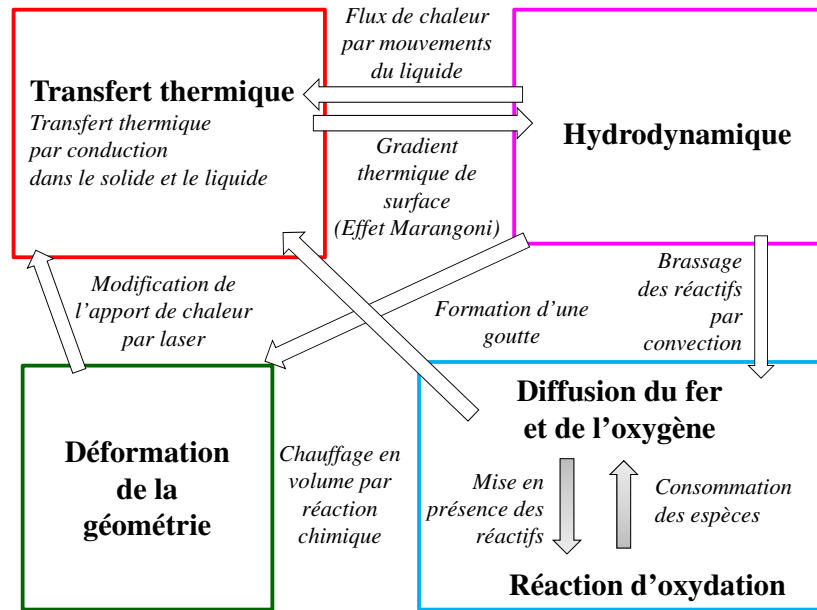 Flux de chaleur
par mouvements
du liquide
Transfert thermique
Transfert thermique
par conduction
dans le solide et le liquide
Hydrodynamique
Gradient
thermique de
surface
(Effet Marangoni)
Modification de
l’apport de chaleur
par laser
Formation d’une
goutte
Brassage
des réactifs
par
convection
Déformation
de la
géométrie
Chauffage en
volume par
réaction
chimique
Diffusion du fer
et de l’oxygène
Mise en
présence des
réactifs
Consommation
des espèces
Réaction d’oxydation